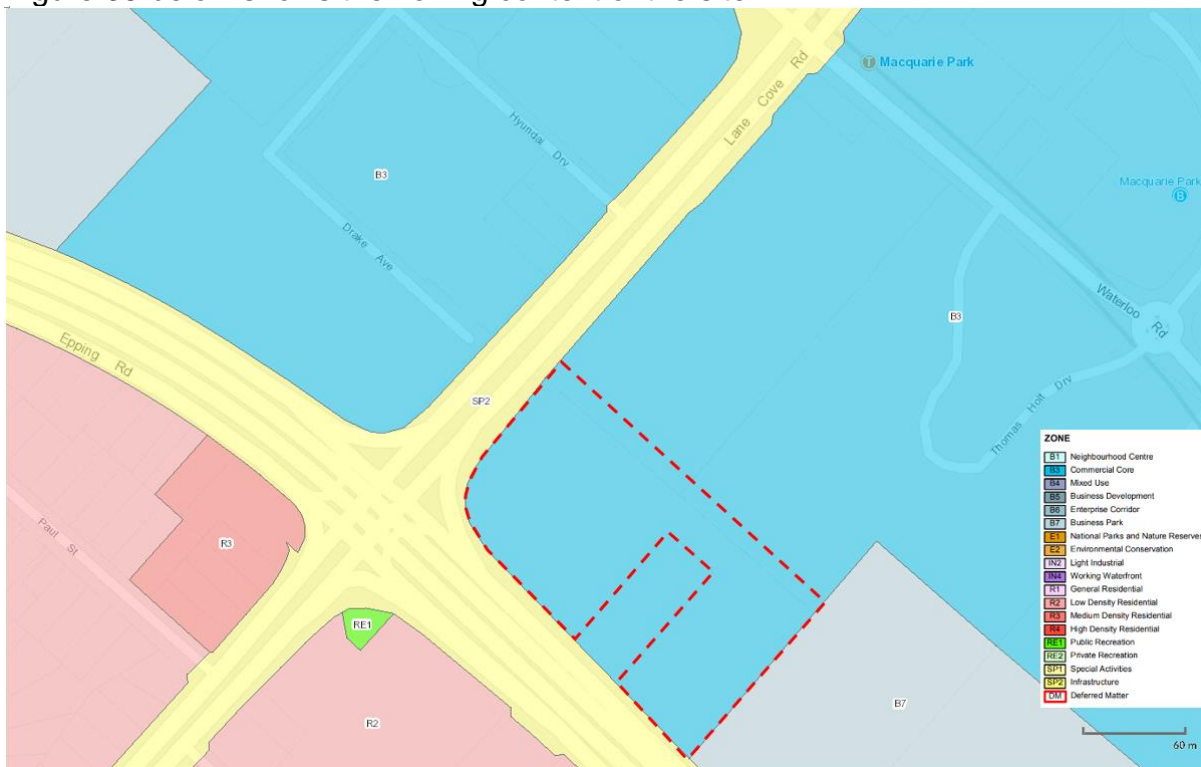 Macquarie Park
Lane Cove Rd
Hyundai Drv
B3
Macquarie Park
B
T
Drake Ave
Waterloo Rd
B3
Epping Rd
SP2
Thomas Holt Drv
Paul St
R3
RE1
R2
B7
ZONE
B1 Neighbourhood Centre
B3 Commercial Core
B4 Mixed Use
B5 Business Development
B6 Enterprise Corridor
B7 Business Park
E1 National Parks and Nature Reserves
E2 Environmental Conservation
IN2 Light Industrial
IN4 Working Waterfront
R1 General Residential
R2 Low Density Residential
R3 Medium Density Residential
R4 High Density Residential
RE1 Public Recreation
RE2 Private Recreation
SP1 Special Activities
SP2 Infrastructure
DM Deferred Matter
60 m